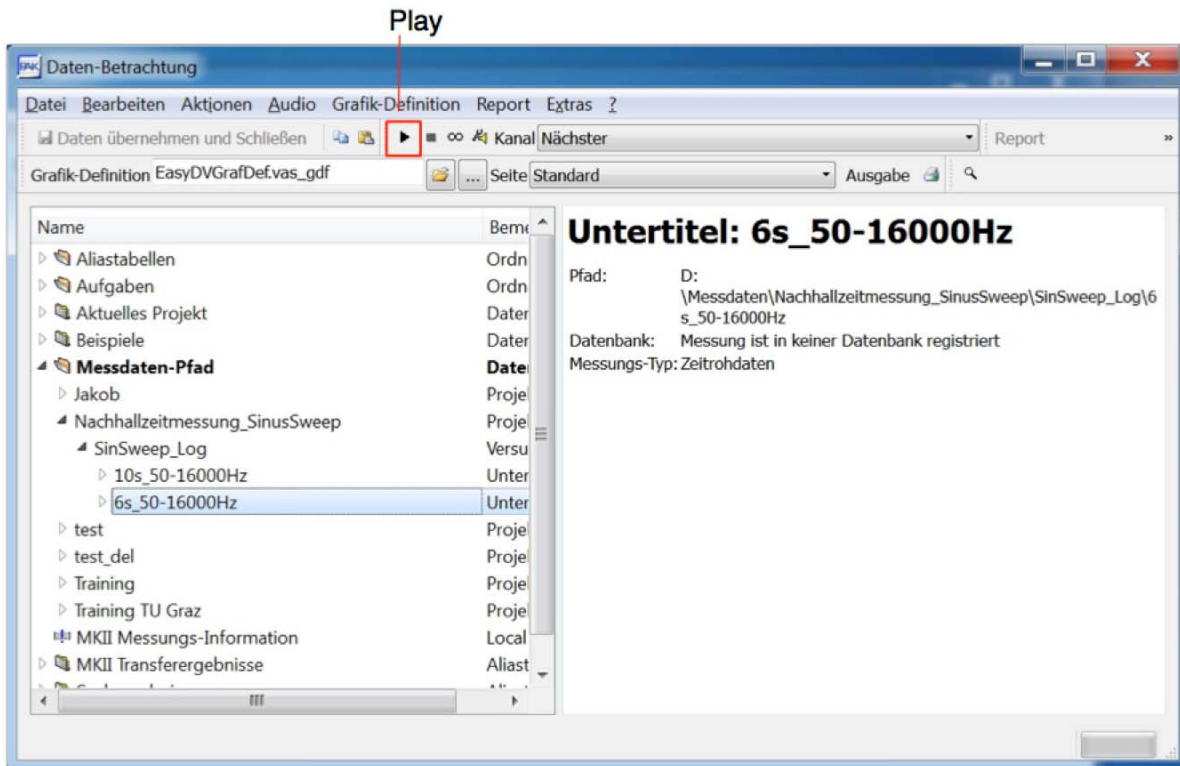 Play
PAK Daten-Betrachtung
Datei Bearbeiten Aktionen Audio Grafik-Definition Report Extras ?
Daten übernehmen und Schließen Kanal Nächster Report »
Grafik-Definition EasyDVGrafDef.vas_gdf ... Seite Standard Ausgabe
Name Beme
Aliastabellen Ordn
Aufgaben Ordn
Aktuelles Projekt Daten
Beispiele Daten
Messdaten-Pfad Date
Jakob Proje
Nachhallzeitmessung_SinusSweep Proje
SinSweep_Log Versu
10s_50-16000Hz Unter
6s_50-16000Hz Unter
test Proje
test_del Proje
Training Proje
Training TU Graz Proje
MKII Messungs-Information Local
MKII Transferergebnisse Aliast
Untertitel: 6s_50-16000Hz
Pfad: D:
\Messdaten\Nachhallzeitmessung_SinusSweep\SinSweep_Log\6
s_50-16000Hz
Datenbank: Messung ist in keiner Datenbank registriert
Messungs-Typ: Zeitrohdaten